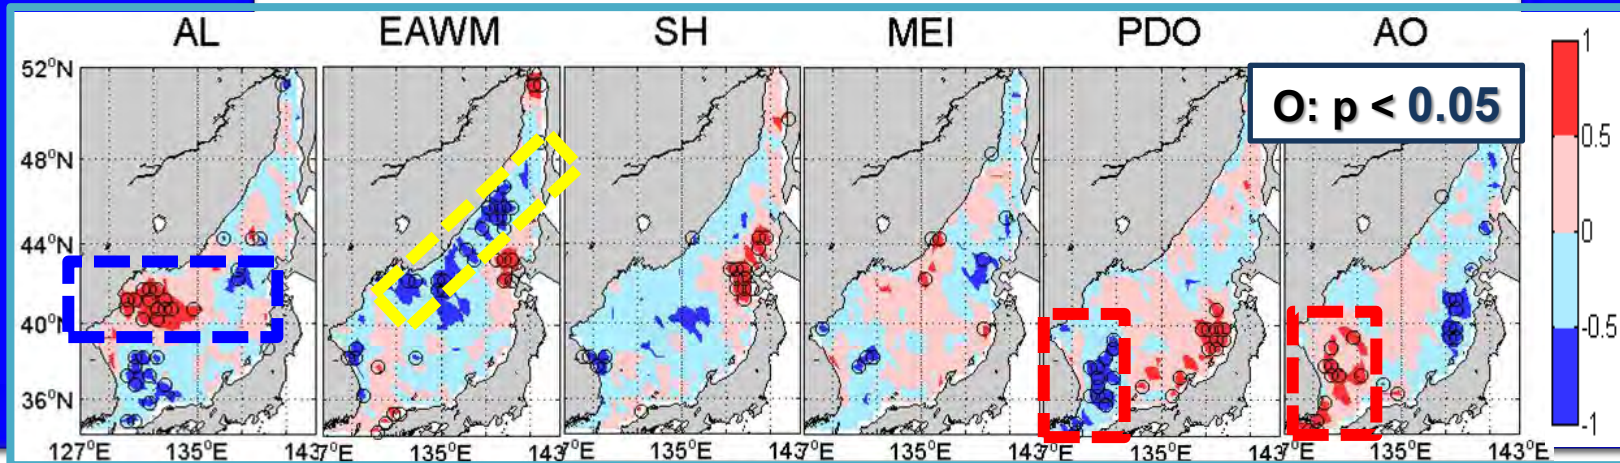 AL EAWM SH MEI PDO AO
O: p < 0.05
52°N
48°N
44°N
40°N
36°N
127°E 135°E 143°E 135°E 143°E 135°E 143°E 135°E 143°E 135°E 143°E 135°E 143°E
1
0.5
0
-0.5
-1